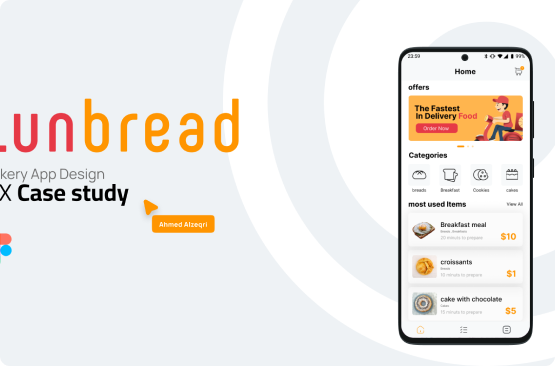 unbread
kery App Design
X Case study
Ahmed Alzeqri
23:59
99%
Home
offers
The Fastest
In Delivery Food
Order Now
Categories
breads
Breakfast
Cookies
cakes
most used Items
View All
Breakfast meal
Bread, Breakfast
20 minute to prepare
$10
croissants
Bread
10 minute to prepare
$1
cake with chocolate
Cakes
15 minute to prepare
$5